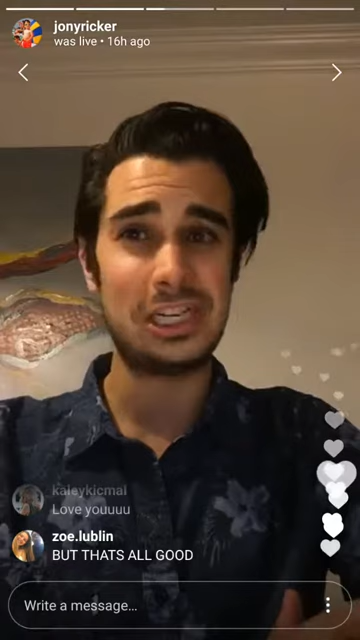 jonyricker
was live • 16h ago
kaleykicmal
Love youuuu
zoe.lublin
BUT THATS ALL GOOD
Write a message...